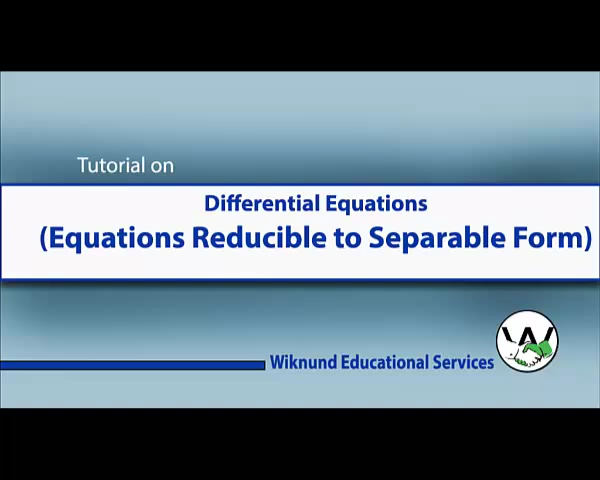 Tutorial on
Differential Equations
(Equations Reducible to Separable Form)
Wiknund Educational Services
W